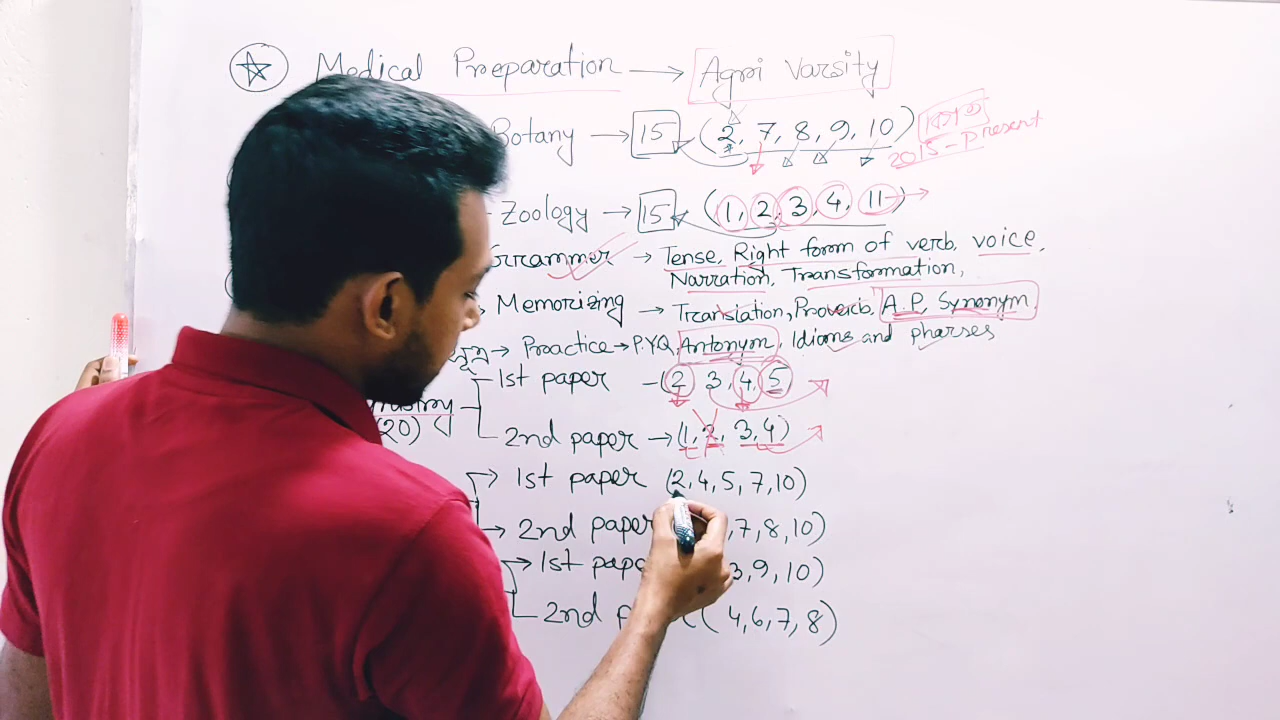 Medical Preparation → Agri Varsity
Botany → 15 (2, 7, 8, 9, 10)
2015 - Present
Zoology → 15 (1, 2, 3, 4, 11) →
Grammer → Tense, Right form of verb, voice,
Narration, Transformation,
Memorizing → Translation, Proverb, A.P, Synonym,
Practice → P.YQ, Antonym, Idioms and pharses
1st paper - (2 3 4, 5)
(20)
2nd paper → (1, 2, 3, 4)
1st paper (2, 4, 5, 7, 10)
2nd paper , 7, 8, 10)
1st paper 3, 9, 10)
2nd ( 4, 6, 7, 8)